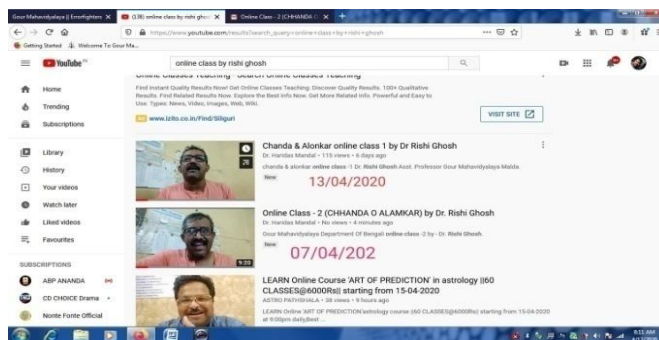 Gour Mahavidyalaya || Errorfighters
(138) online class by rishi ghosh
Online Class - 2 (CHHANDA O
https://www.youtube.com/results?search_query=online+class+by+rishi+ghosh
Getting Started
Welcome To Gour Ma...
YouTube
online class by rishi ghosh
Home
Trending
Subscriptions
Library
History
Your videos
Watch later
Liked videos
Favourites
SUBSCRIPTIONS
ABP ANANDA
CD CHOICE Drama
Nonte Fonte Official
Online Classes Teaching - Search Online Classes Teaching
Find Instant Quality Results Now! Get Online Classes Teaching. Discover Quality Results. 100+ Qualitative
Results. Find Related Results Now. Explore the Best Info Now. Get More Related Info. Powerful and Easy to
Use. Types: News, Video, Images, Web, Wiki.
Ad www.izito.co.in/Find/Siliguri
VISIT SITE
Chanda & Alonkar online class 1 by Dr Rishi Ghosh
Dr. Haridas Mandal • 115 views • 6 days ago
chanda & alonkar online class -1 Dr. Rishi Ghosh Asst. Professor Gour Mahavidyalaya Malda.
New
13/04/2020
Online Class - 2 (CHHANDA O ALAMKAR) by Dr. Rishi Ghosh
Dr. Haridas Mandal • No views • 4 minutes ago
Gour Mahavidyalaya Department Of Bengali online class -2 by - Dr. Rishi Ghosh.
New
07/04/202
9:20
LEARN Online Course 'ART OF PREDICTION' in astrology ||60
CLASSES@6000Rs|| starting from 15-04-2020
ASTRO PATHSHALA • 38 views • 9 hours ago
LEARN Online 'ART OF PREDICTION'astrology course (60 CLASSES@6000Rs) starting from 15-04-2020
at 9:00pm daily,Best ...
8:11 AM